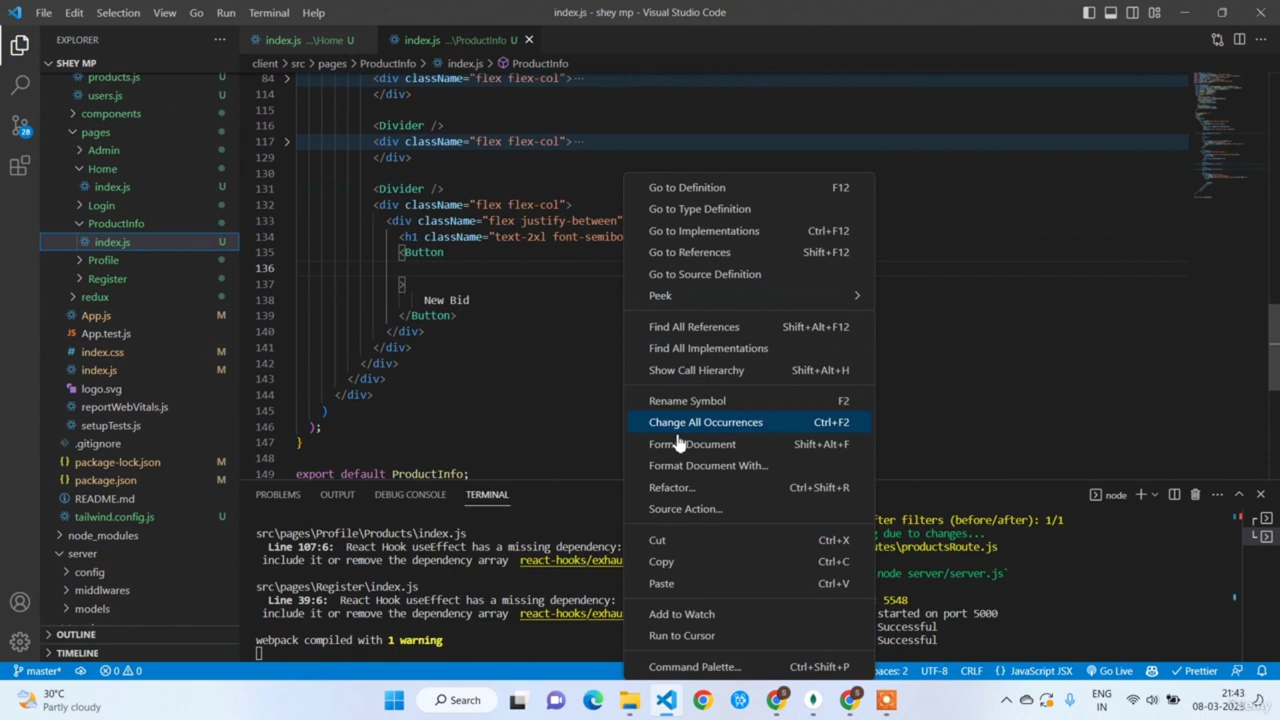 File Edit Selection View Go Run Terminal Help
index.js - shey mp - Visual Studio Code
EXPLORER
SHEY MP
products.js U
users.js U
components
pages
Admin
Home
index.js U
Login
ProductInfo
index.js U
Profile
Register
redux
App.js M
App.test.js
index.css M
index.js M
logo.svg
reportWebVitals.js
setupTests.js
.gitignore
package-lock.json M
package.json M
README.md
tailwind.config.js U
node_modules
server
config
middlwares
models
OUTLINE
TIMELINE
28
index.js ...\Home U
index.js ...\ProductInfo U
client > src > pages > ProductInfo > index.js > ProductInfo
84 <div className="flex flex-col"> ...
114 </div>
115
116 <Divider />
117 <div className="flex flex-col"> ...
129 </div>
130
131 <Divider />
132 <div className="flex flex-col">
133 <div className="flex justify-between"
134 <h1 className="text-2xl font-semibo
135 <Button
136
137 >
138 New Bid
139 </Button>
140 </div>
141 </div>
142 </div>
143 </div>
144 </div>
145 )
146 );
147 }
148
149 export default ProductInfo;
Go to Definition F12
Go to Type Definition
Go to Implementations Ctrl+F12
Go to References Shift+F12
Go to Source Definition
Peek
Find All References Shift+Alt+F12
Find All Implementations
Show Call Hierarchy Shift+Alt+H
Rename Symbol F2
Change All Occurrences Ctrl+F2
Format Document Shift+Alt+F
Format Document With...
Refactor... Ctrl+Shift+R
Source Action...
Cut Ctrl+X
Copy Ctrl+C
Paste Ctrl+V
Add to Watch
Run to Cursor
Command Palette... Ctrl+Shift+P
PROBLEMS OUTPUT DEBUG CONSOLE TERMINAL
node
src\pages\Profile\Products\index.js
Line 107:6: React Hook useEffect has a missing dependency:
include it or remove the dependency array react-hooks/exhau
src\pages\Register\index.js
Line 39:6: React Hook useEffect has a missing dependency:
include it or remove the dependency array react-hooks/exhau
webpack compiled with 1 warning
fter filters (before/after): 1/1
g due to changes...
utes\productsRoute.js
node server/server.js`
5548
started on port 5000
Successful
Successful
master* 0 0
paces: 2 UTF-8 CRLF JavaScript JSX Go Live Prettier
30°C
Partly cloudy
Search
ENG
IN
21:43
08-03-2023